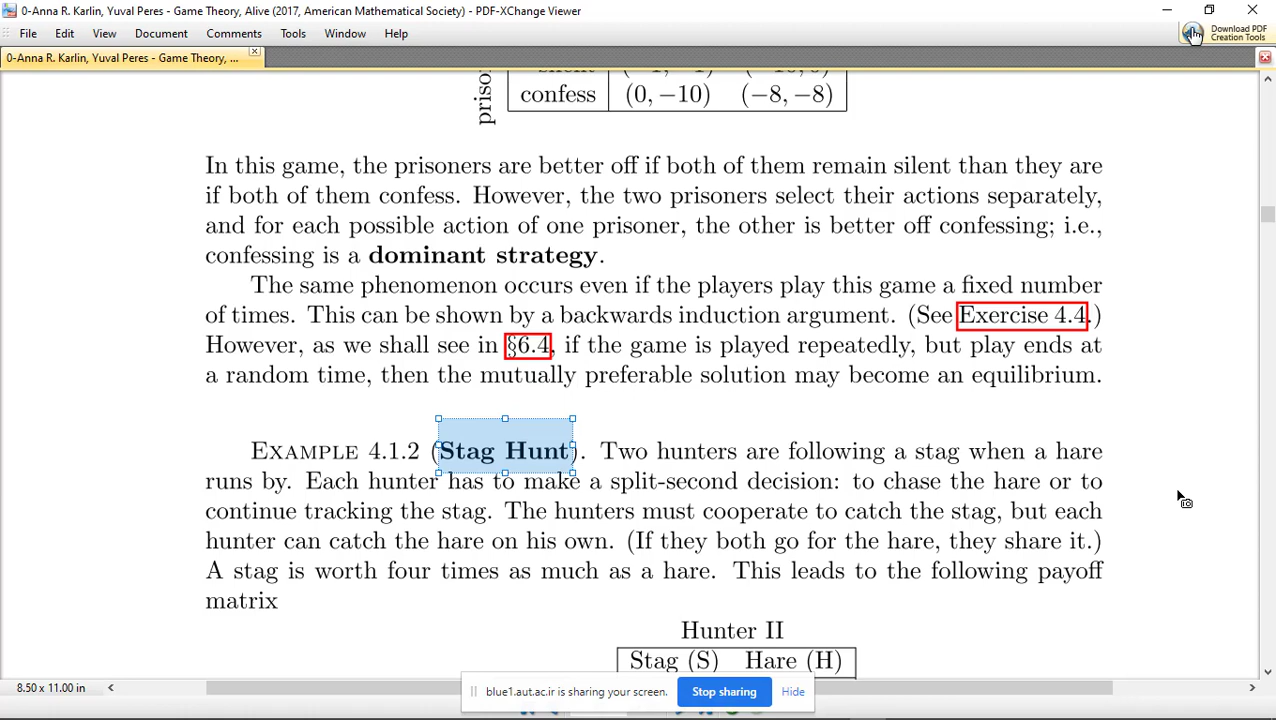 0-Anna R. Karlin, Yuval Peres - Game Theory, Alive (2017, American Mathematical Society) - PDF-XChange Viewer
File Edit View Document Comments Tools Window Help
Download PDF
Creation Tools
0-Anna R. Karlin, Yuval Peres - Game Theory, ...
confess (0, −10) (−8, −8)
In this game, the prisoners are better off if both of them remain silent than they are
if both of them confess. However, the two prisoners select their actions separately,
and for each possible action of one prisoner, the other is better off confessing; i.e.,
confessing is a dominant strategy.
The same phenomenon occurs even if the players play this game a fixed number
of times. This can be shown by a backwards induction argument. (See Exercise 4.4.)
However, as we shall see in §6.4, if the game is played repeatedly, but play ends at
a random time, then the mutually preferable solution may become an equilibrium.
EXAMPLE 4.1.2 (Stag Hunt). Two hunters are following a stag when a hare
runs by. Each hunter has to make a split-second decision: to chase the hare or to
continue tracking the stag. The hunters must cooperate to catch the stag, but each
hunter can catch the hare on his own. (If they both go for the hare, they share it.)
A stag is worth four times as much as a hare. This leads to the following payoff
matrix
Hunter II
Stag (S) Hare (H)
8.50 x 11.00 in
blue1.aut.ac.ir is sharing your screen. Stop sharing Hide